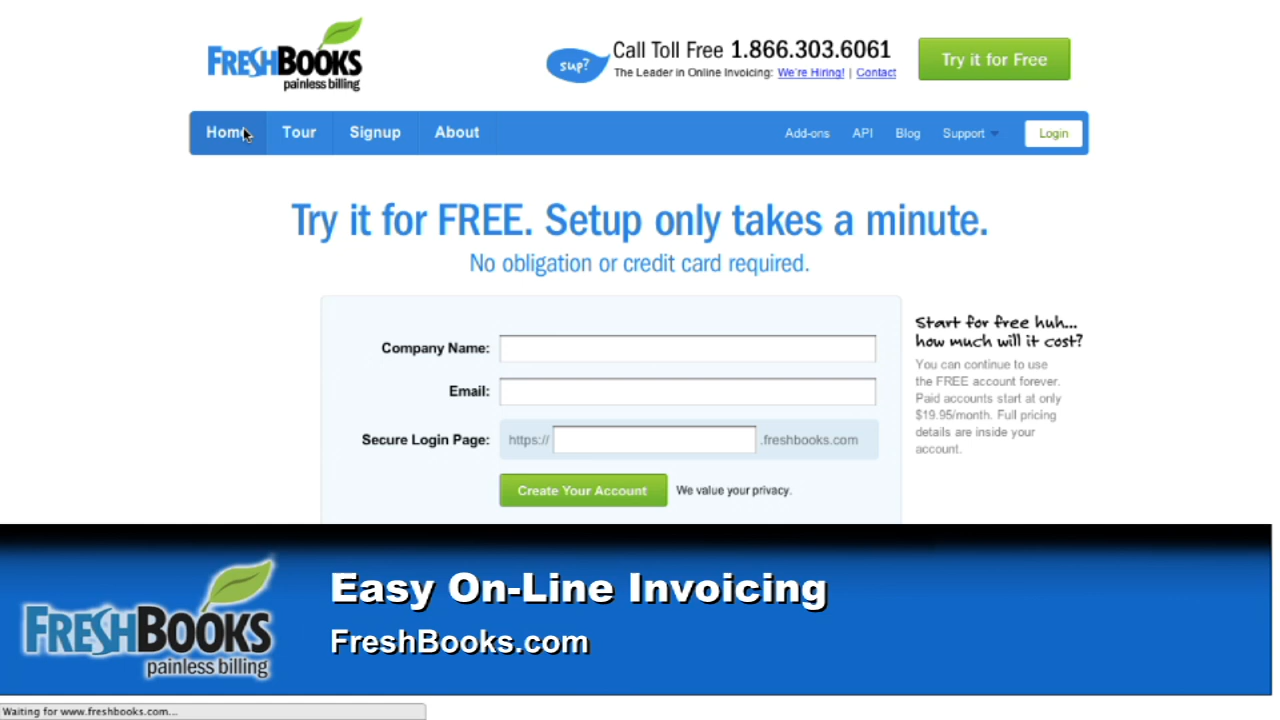 FRESHBOOKS
painless billing
sup?
Call Toll Free 1.866.303.6061
The Leader in Online Invoicing: We're Hiring! | Contact
Try it for Free
Home Tour Signup About Add-ons API Blog Support Login
Try it for FREE. Setup only takes a minute.
No obligation or credit card required.
Company Name:
Email:
Secure Login Page: https:// .freshbooks.com
Create Your Account We value your privacy.
Start for free huh...
how much will it cost?
You can continue to use
the FREE account forever.
Paid accounts start at only
$19.95/month. Full pricing
details are inside your
account.
FRESHBOOKS
painless billing
Easy On-Line Invoicing
FreshBooks.com
Waiting for www.freshbooks.com...